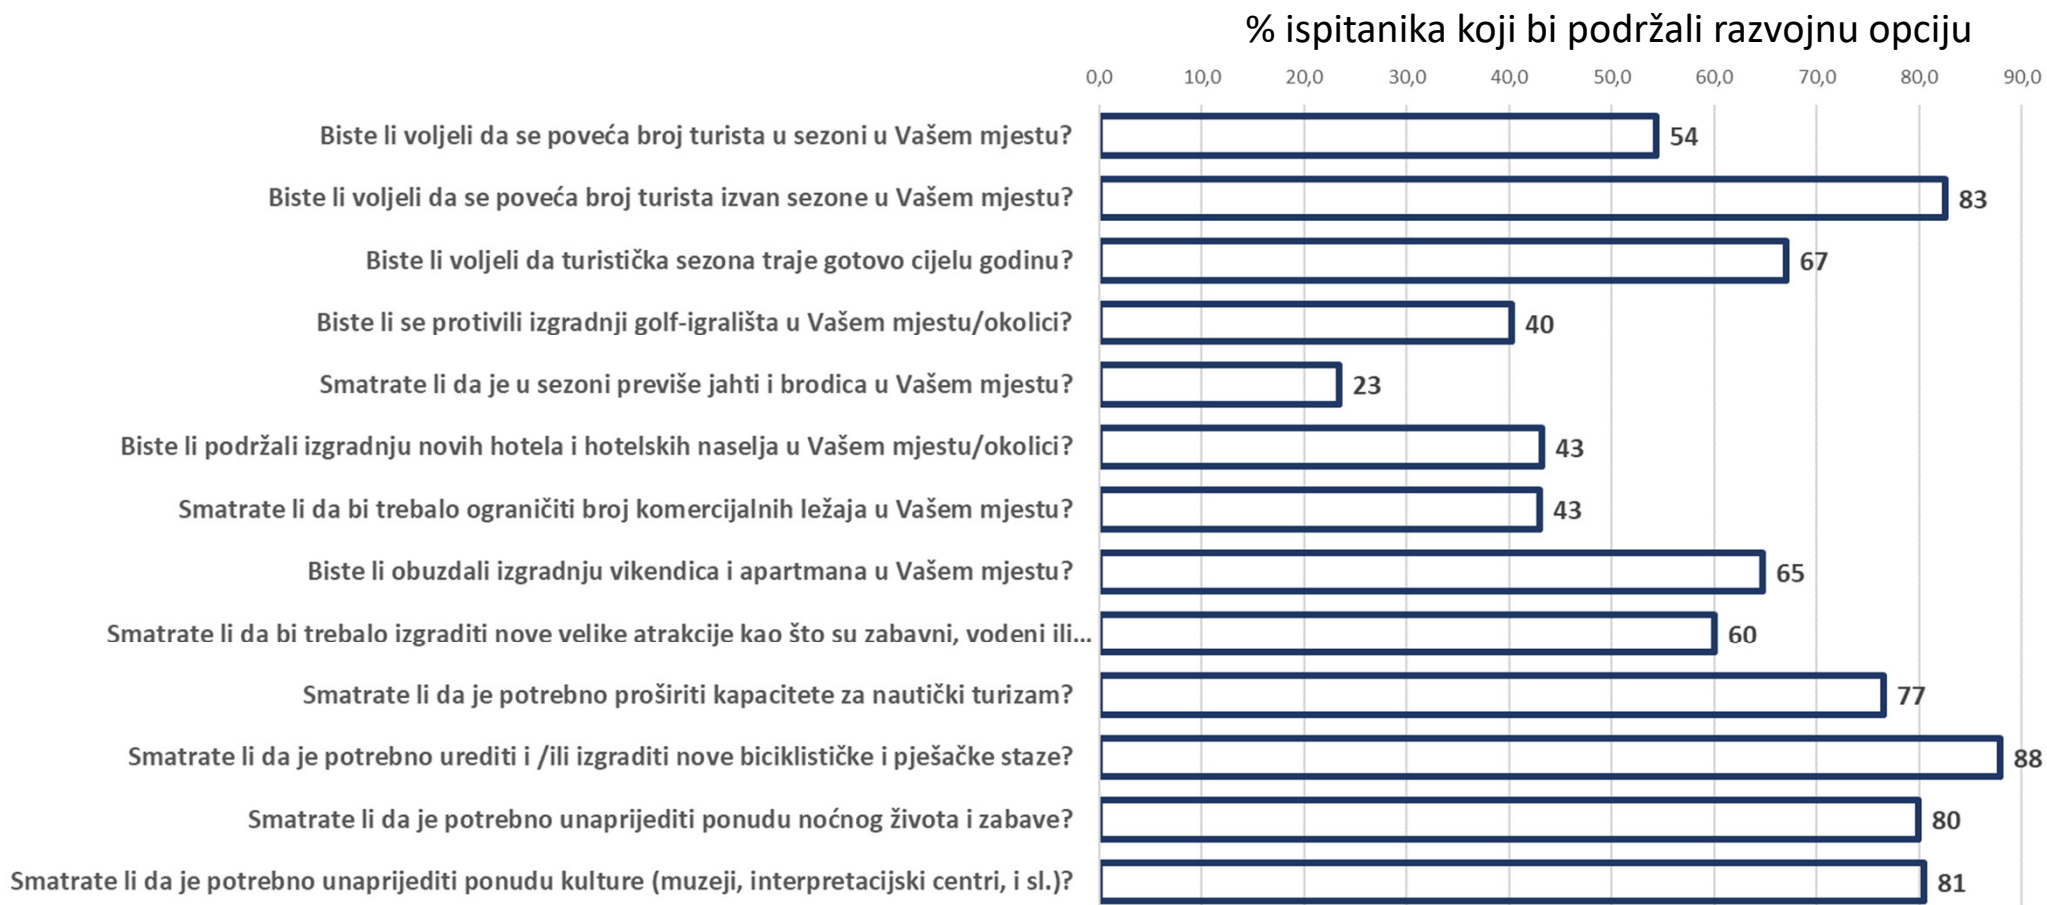 % ispitanika koji bi podržali razvojnu opciju
0,0 10,0 20,0 30,0 40,0 50,0 60,0 70,0 80,0 90,0
Biste li voljeli da se poveća broj turista u sezoni u Vašem mjestu? 54
Biste li voljeli da se poveća broj turista izvan sezone u Vašem mjestu? 83
Biste li voljeli da turistička sezona traje gotovo cijelu godinu? 67
Biste li se protivili izgradnji golf-igrališta u Vašem mjestu/okolici? 40
Smatrate li da je u sezoni previše jahti i brodica u Vašem mjestu? 23
Biste li podržali izgradnju novih hotela i hotelskih naselja u Vašem mjestu/okolici? 43
Smatrate li da bi trebalo ograničiti broj komercijalnih ležaja u Vašem mjestu? 43
Biste li obuzdali izgradnju vikendica i apartmana u Vašem mjestu? 65
Smatrate li da bi trebalo izgraditi nove velike atrakcije kao što su zabavni, vodeni ili... 60
Smatrate li da je potrebno proširiti kapacitete za nautički turizam? 77
Smatrate li da je potrebno urediti i /ili izgraditi nove biciklističke i pješačke staze? 88
Smatrate li da je potrebno unaprijediti ponudu noćnog života i zabave? 80
Smatrate li da je potrebno unaprijediti ponudu kulture (muzeji, interpretacijski centri, i sl.)? 81